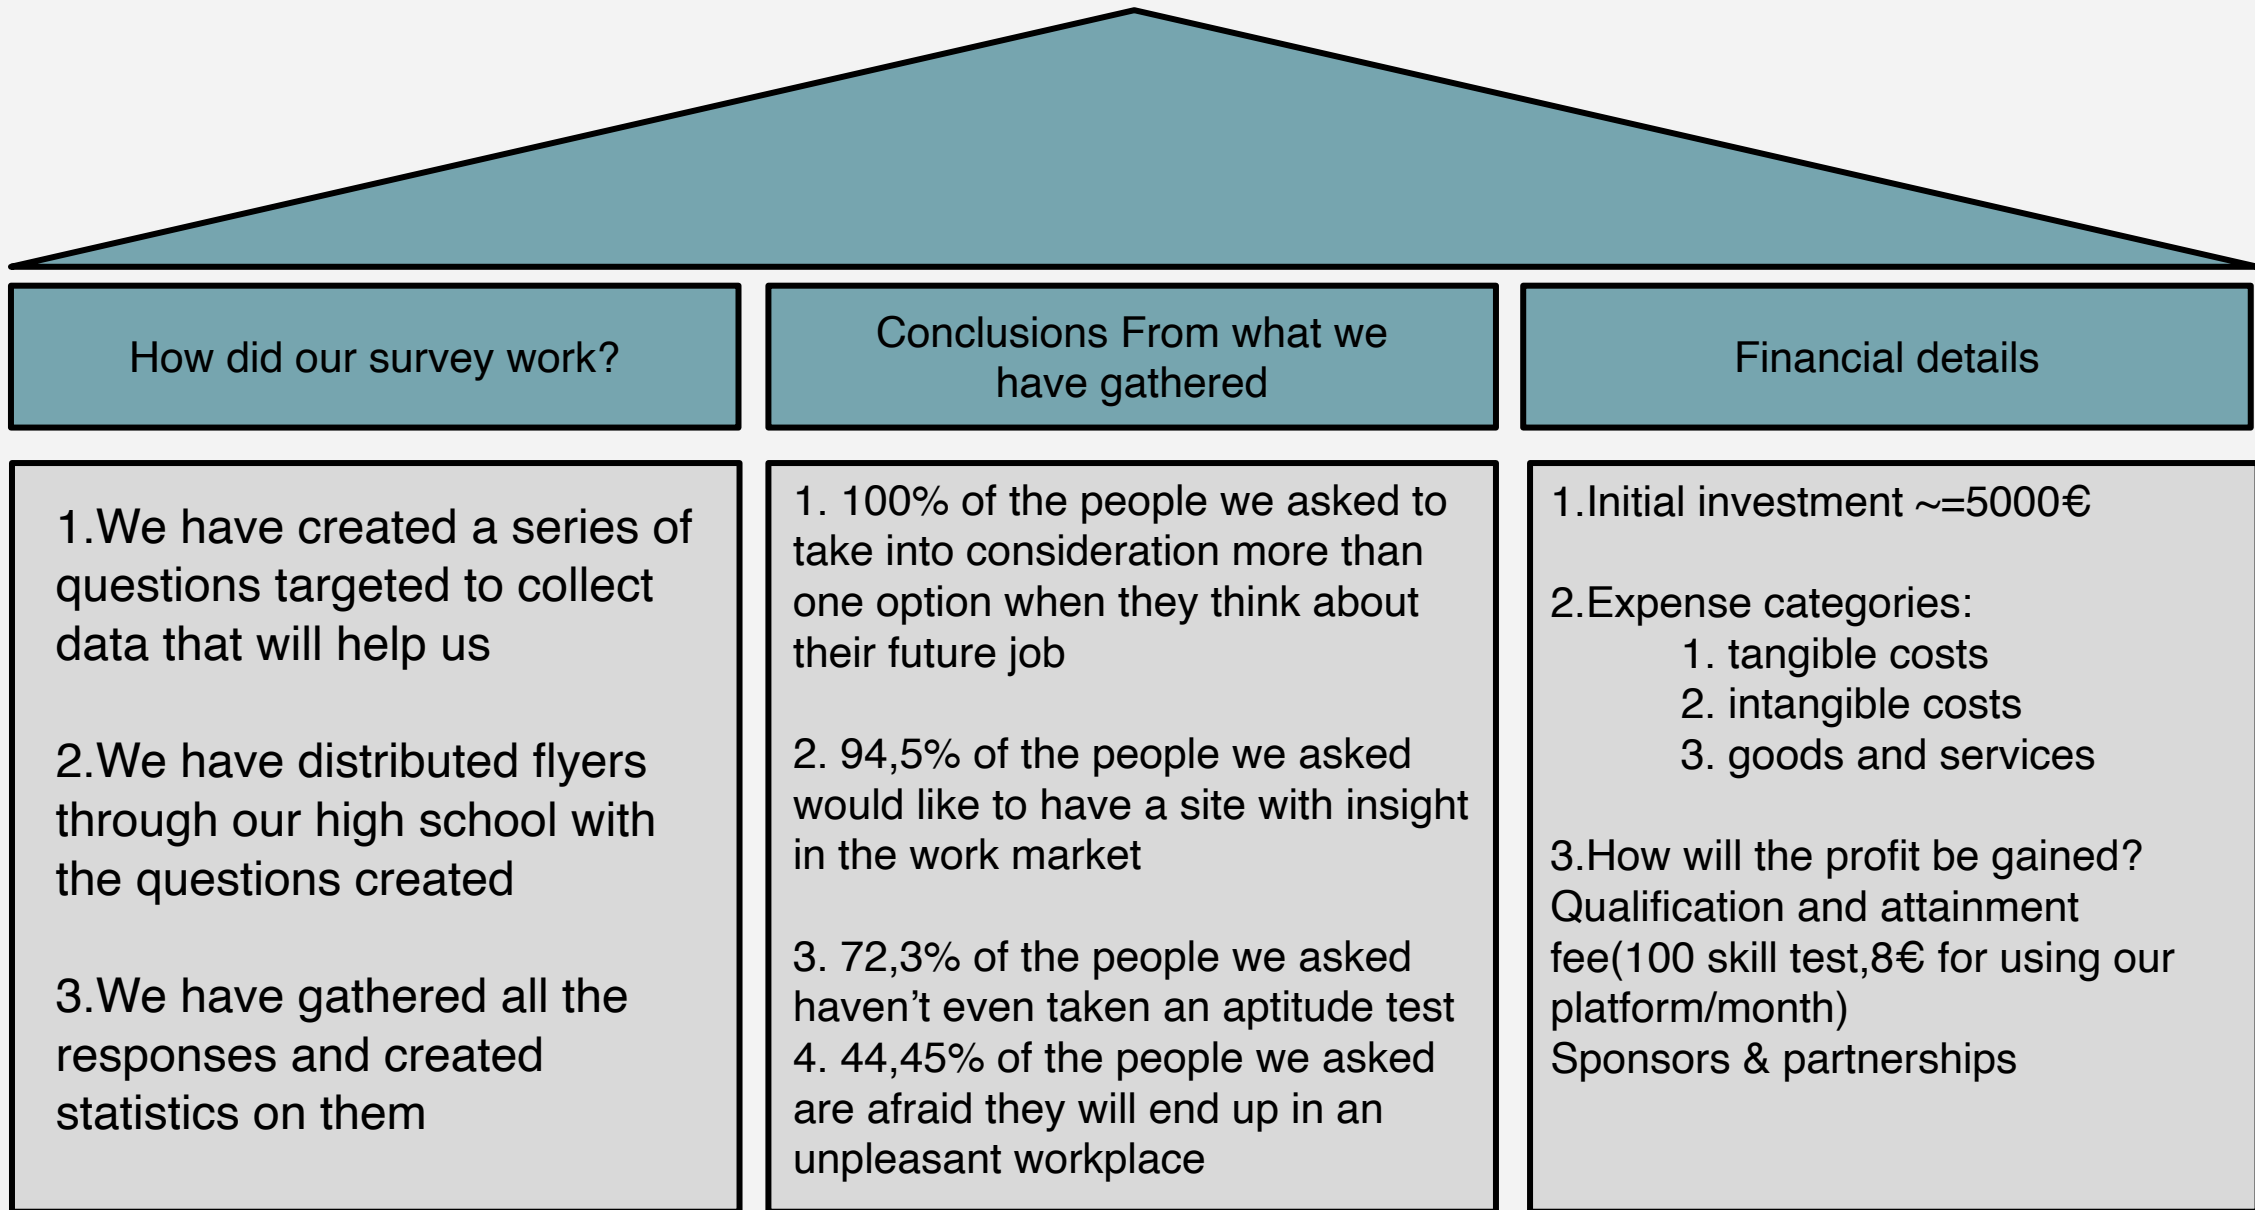 How did our survey work?
Conclusions From what we
have gathered
Financial details
1.We have created a series of
questions targeted to collect
data that will help us
2.We have distributed flyers
through our high school with
the questions created
3.We have gathered all the
responses and created
statistics on them
1. 100% of the people we asked to
take into consideration more than
one option when they think about
their future job
2. 94,5% of the people we asked
would like to have a site with insight
in the work market
3. 72,3% of the people we asked
haven’t even taken an aptitude test
4. 44,45% of the people we asked
are afraid they will end up in an
unpleasant workplace
1.Initial investment ~=5000€
2.Expense categories:
1. tangible costs
2. intangible costs
3. goods and services
3.How will the profit be gained?
Qualification and attainment
fee(100 skill test,8€ for using our
platform/month)
Sponsors & partnerships